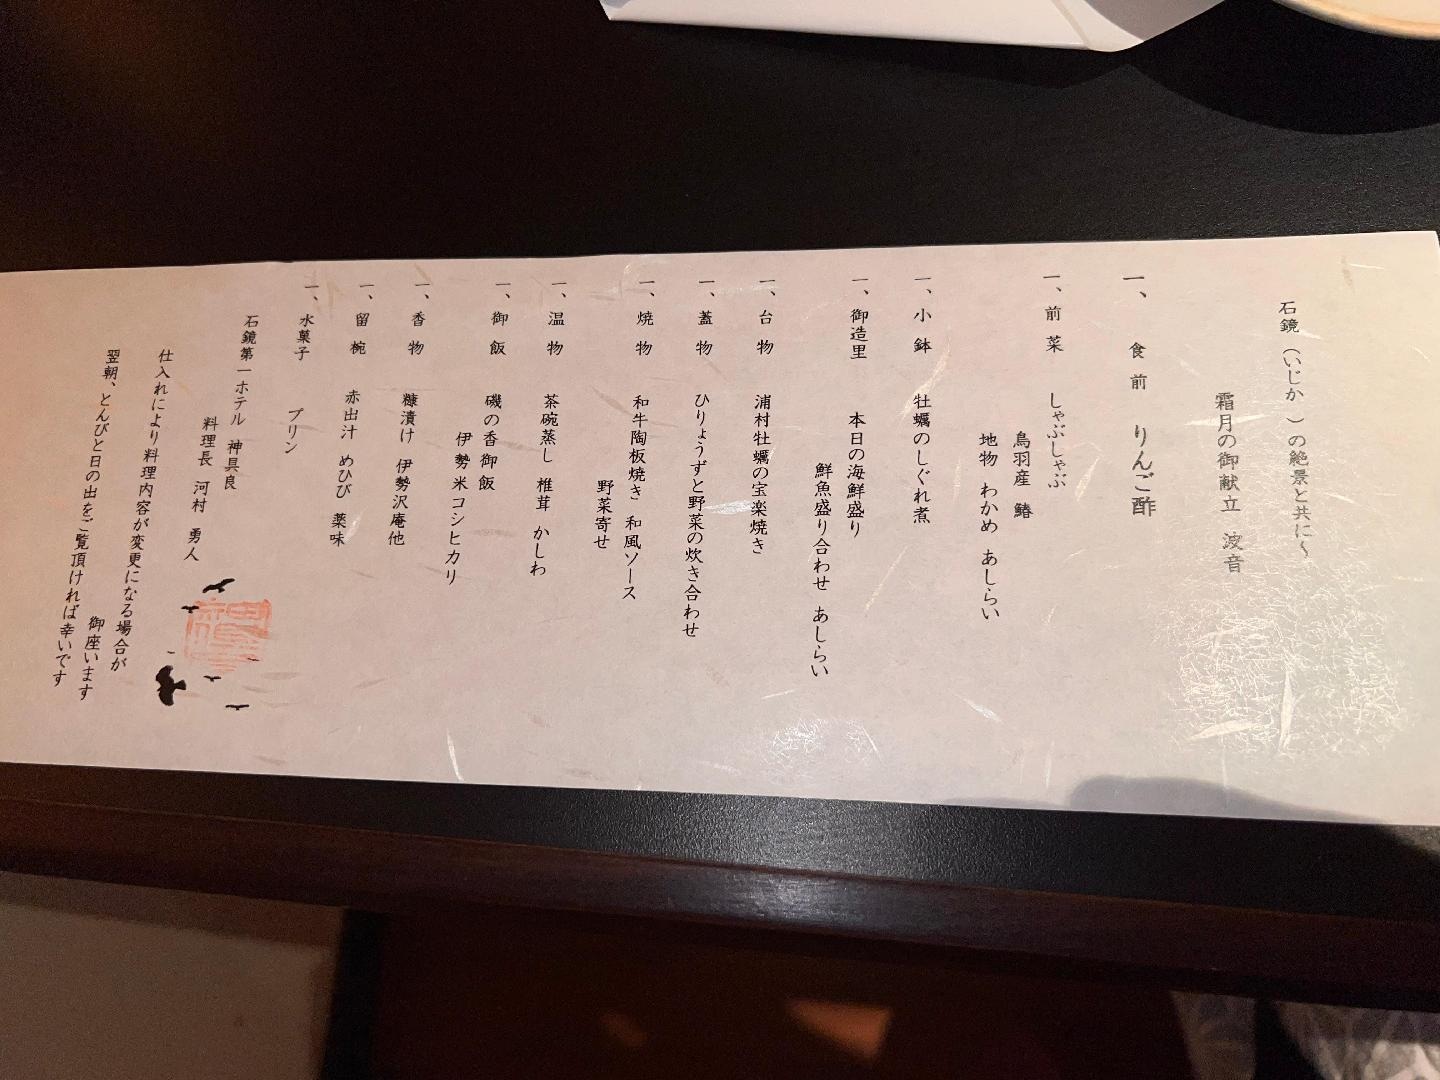 石鏡（いじか　）の絶景と共に～
霜月の御献立　波音
一、食前　りんご酢
一、前菜　しゃぶしゃぶ
鳥羽産　鰆
地物　わかめ　あしらい
一、小鉢　牡蠣のしぐれ煮
一、御造里　本日の海鮮盛り
鮮魚盛り合わせ　あしらい
一、台物　浦村牡蠣の宝楽焼き
一、蓋物　ひりょうずと野菜の炊き合わせ
一、焼物　和牛陶板焼き　和風ソース
野菜寄せ
一、温物　茶碗蒸し　椎茸　かしわ
一、御飯　磯の香御飯
伊勢米コシヒカリ
一、香物　糠漬け　伊勢沢庵他
一、留椀　赤出汁　めひび　薬味
一、水菓子　プリン
石鏡第一ホテル　神具良
料理長　河村　勇人
仕入れにより料理内容が変更になる場合が
御座います
翌朝、とんびと日の出をご覧頂ければ幸いです